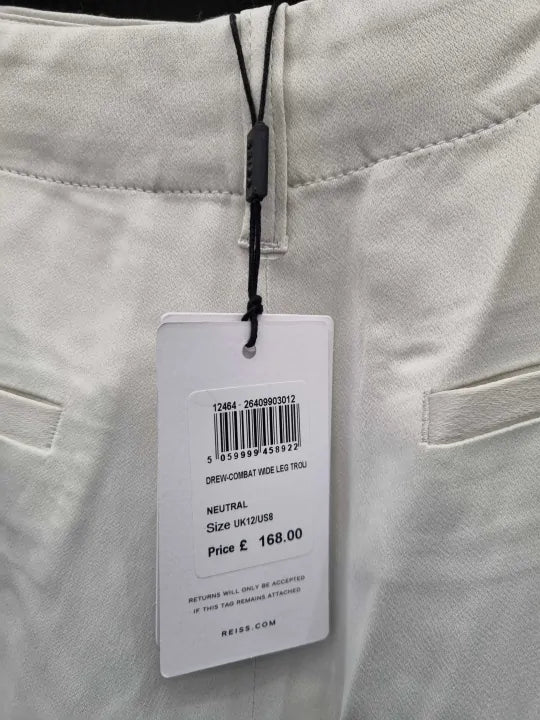 12464 - 26409903012
5 059999 458922
DREW-COMBAT WIDE LEG TROU
NEUTRAL
Size UK12/US8
Price £ 168.00
RETURNS WILL ONLY BE ACCEPTED
IF THIS TAG REMAINS ATTACHED
REISS.COM